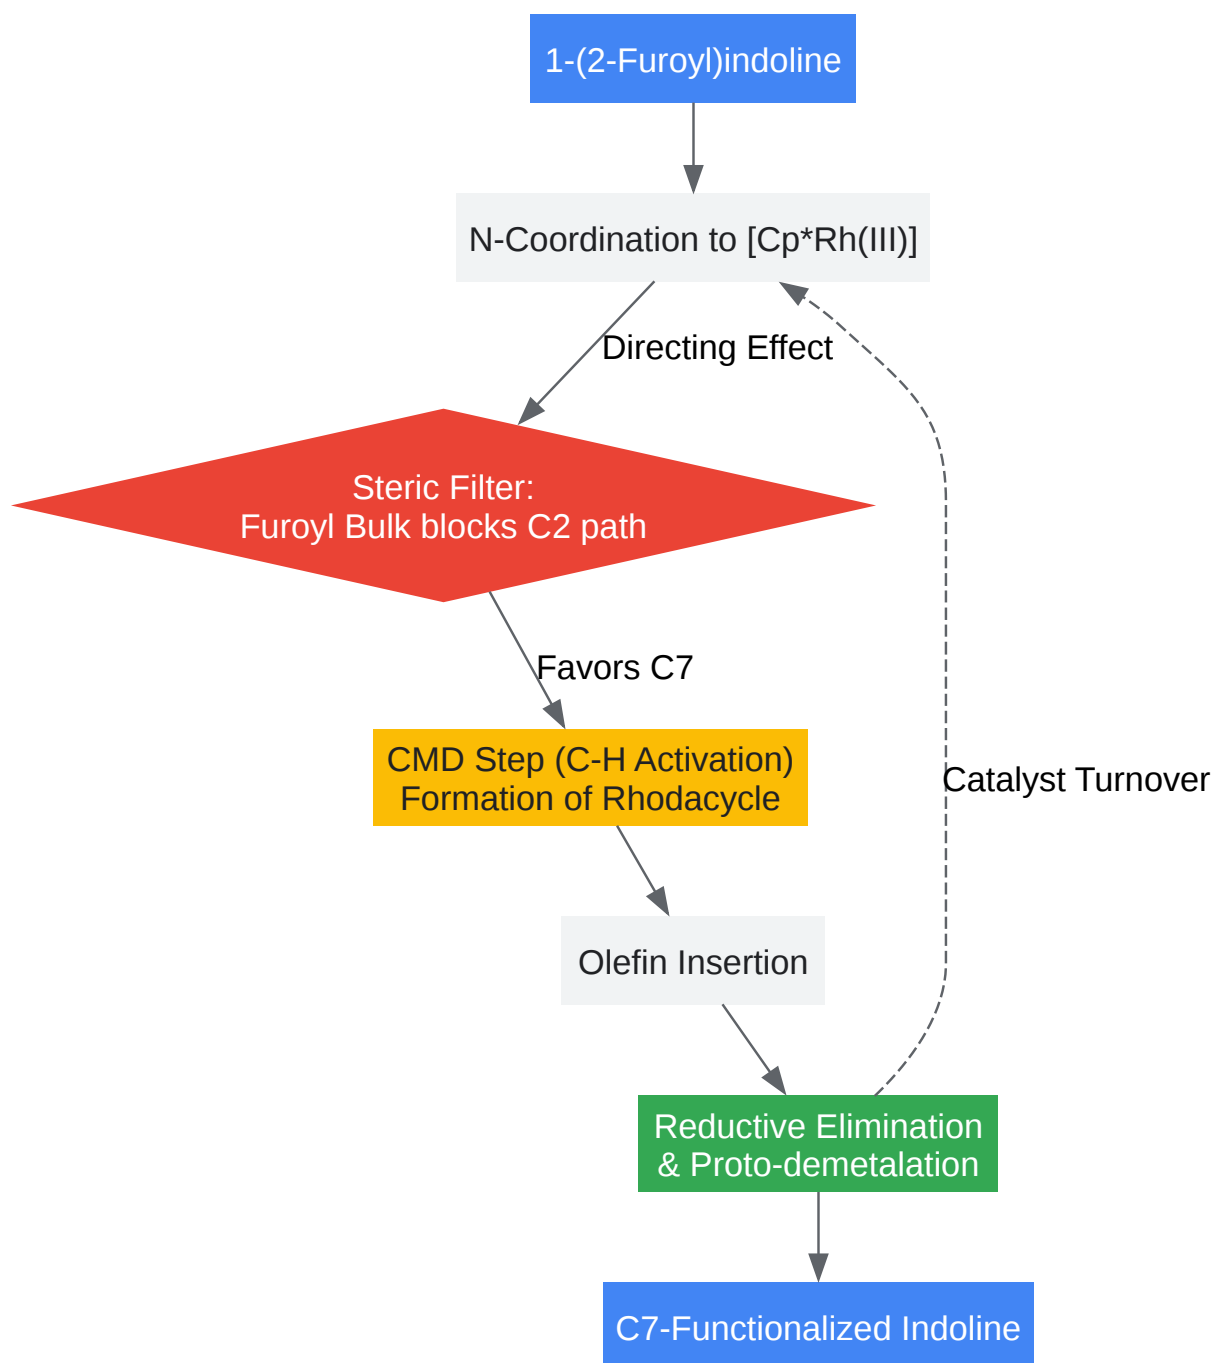 1-(2-Furoyl)indoline
N-Coordination to [Cp*Rh(III)]
Directing Effect
Steric Filter:
Furoyl Bulk blocks C2 path
Favors C7
CMD Step (C-H Activation)
Formation of Rhodacycle
Catalyst Turnover
Olefin Insertion
Reductive Elimination
& Proto-demetalation
C7-Functionalized Indoline